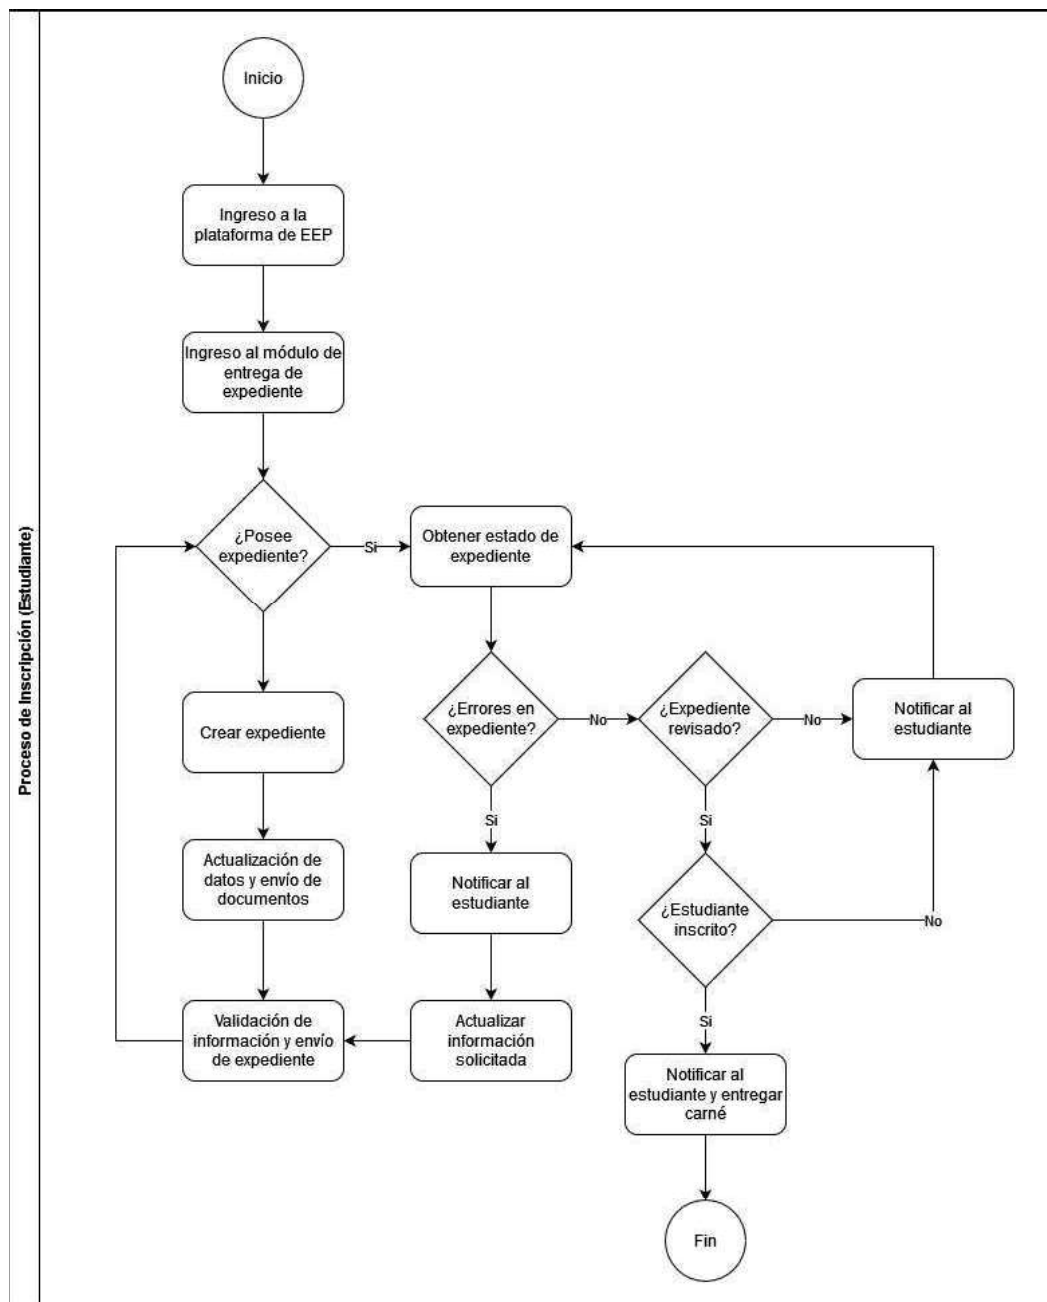 Proceso de Inscripción (Estudiante)
Inicio
Ingreso a la
plataforma de EEP
Ingreso al módulo de
entrega de
expediente
¿Posee
expediente?
Si
Obtener estado de
expediente
Crear expediente
¿Errores en
expediente?
No
¿Expediente
revisado?
No
Notificar al
estudiante
Si
Si
Actualización de
datos y envío de
documentos
Notificar al
estudiante
¿Estudiante
inscrito?
No
Validación de
información y envío
de expediente
Actualizar
información
solicitada
Si
Notificar al
estudiante y entregar
carné
Fin